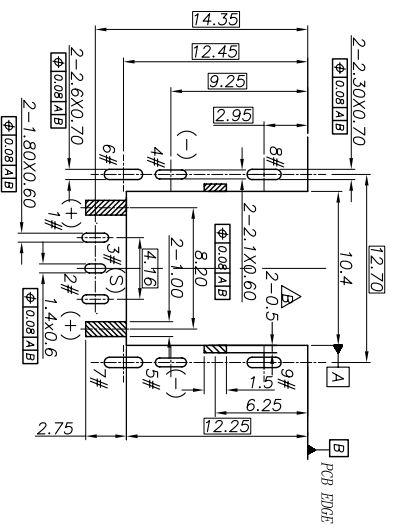 14.35
12.45
9.25
2.95
2-2.30X0.70
⌖ 0.08 A B
2-2.6X0.70
⌖ 0.08 A B
2-1.80X0.60
⌖ 0.08 A B
6#
4#
(-)
8#
(+)
1#
3#
(S)
2#
(+)
1.4x0.6
⌖ 0.08 A B
4.16
2-1.00
8.20
2-2.1X0.60
⌖ 0.08 A B
B
2-0.5
10.4
12.70
A
7#
5#
(-)
9#
1.5
6.25
12.25
2.75
B
PCB EDGE